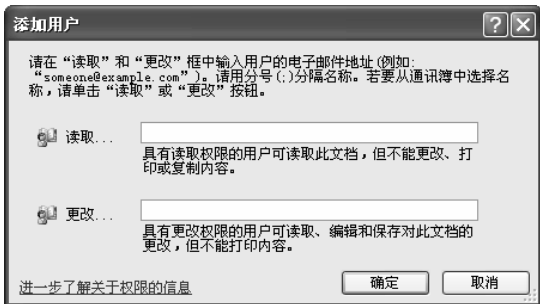 添加用户
请在“读取”和“更改”框中输入用户的电子邮件地址(例如:
“someone@example.com”)。请用分号(;)分隔名称。若要从通讯簿中选择名
称，请单击“读取”或“更改”按钮。
读取...
具有读取权限的用户可读取此文档，但不能更改、打
印或复制内容。
更改...
具有更改权限的用户可读取、编辑和保存对此文档的
更改，但不能打印内容。
进一步了解关于权限的信息
确定
取消